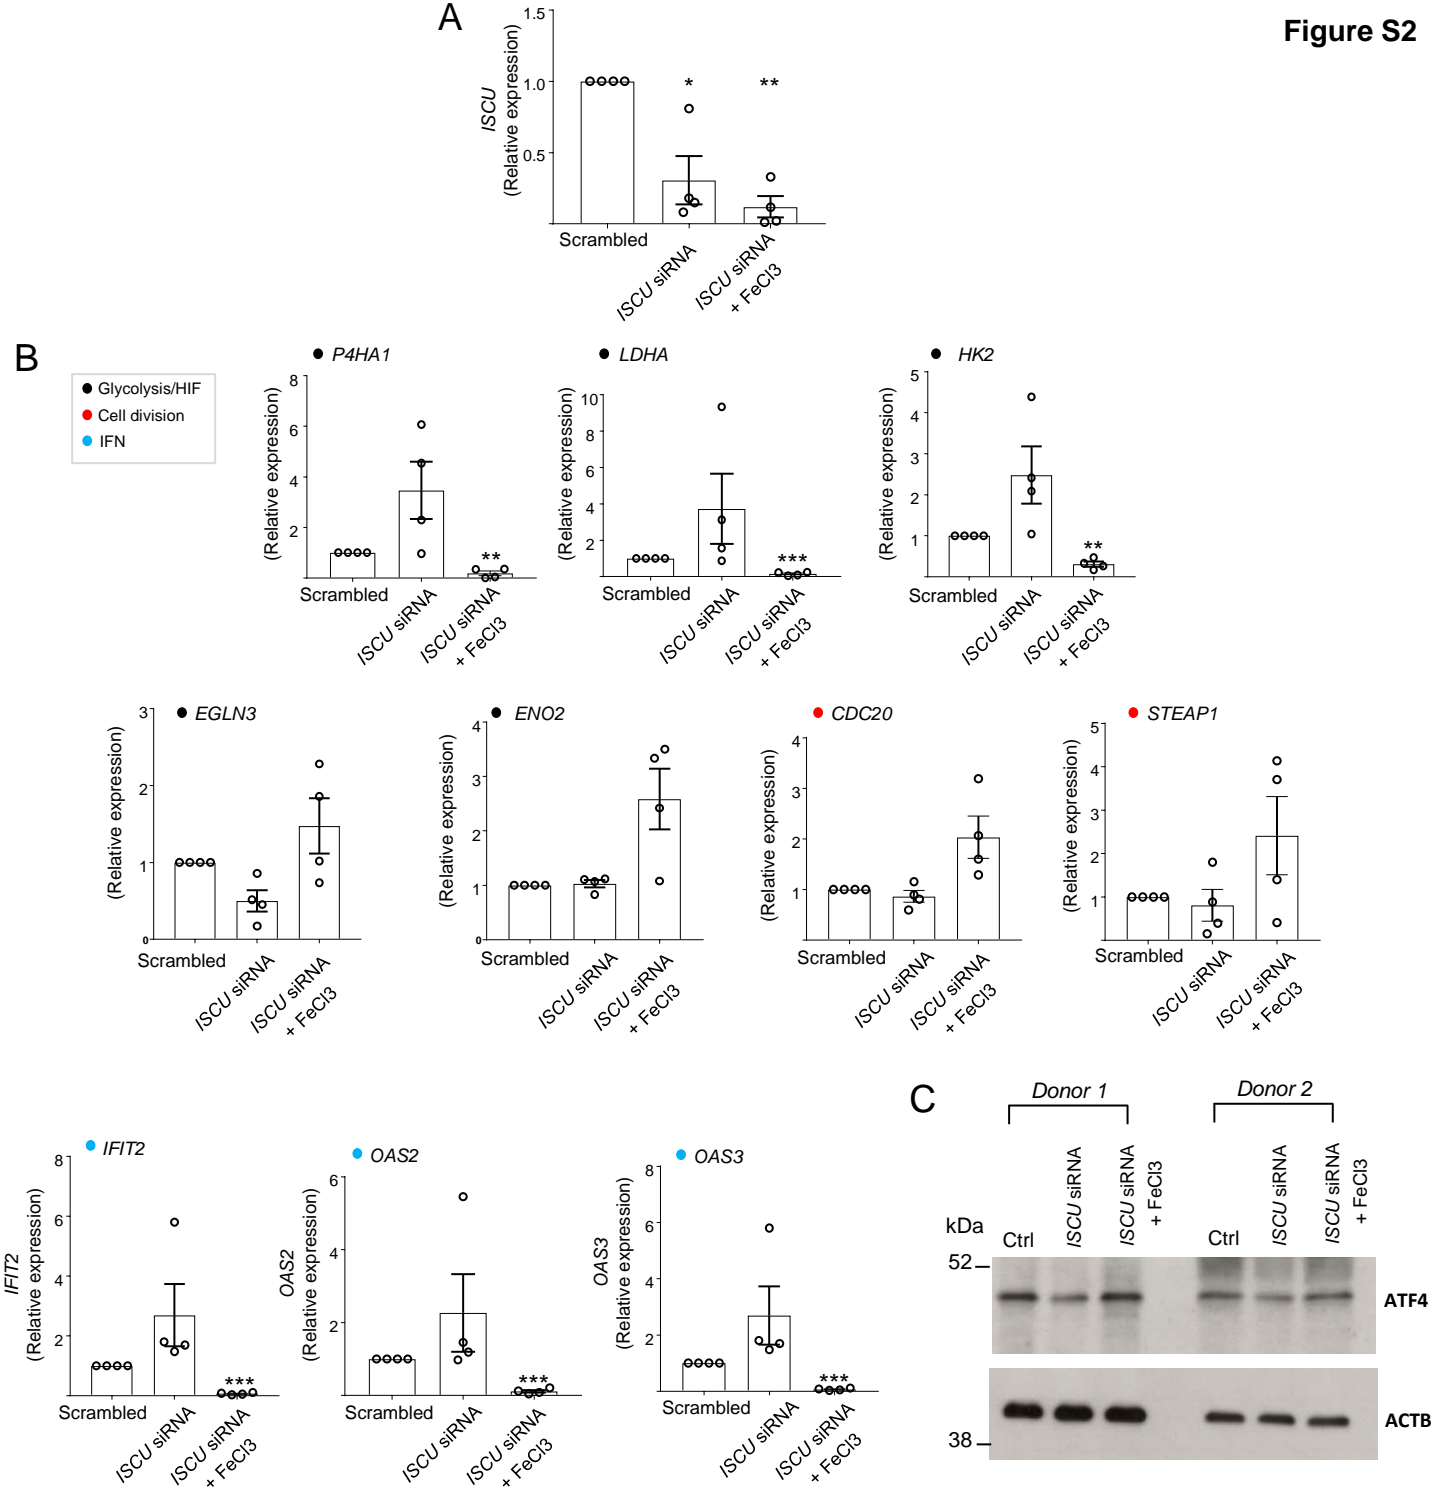 Figure S2
A
ISCU
(Relative expression)
1.5
1.0
0.5
*
**
Scrambled
ISCU siRNA
ISCU siRNA
+ FeCl3
B
Glycolysis/HIF
Cell division
IFN
P4HA1
(Relative expression)
8
6
4
2
**
Scrambled
ISCU siRNA
ISCU siRNA
+ FeCl3
LDHA
(Relative expression)
10
8
6
4
2
***
Scrambled
ISCU siRNA
ISCU siRNA
+ FeCl3
HK2
(Relative expression)
5
4
3
2
1
**
Scrambled
ISCU siRNA
ISCU siRNA
+ FeCl3
EGLN3
(Relative expression)
3
2
1
0
Scrambled
ISCU siRNA
ISCU siRNA
+ FeCl3
ENO2
(Relative expression)
4
3
2
1
0
Scrambled
ISCU siRNA
ISCU siRNA
+ FeCl3
CDC20
(Relative expression)
4
3
2
1
Scrambled
ISCU siRNA
ISCU siRNA
+ FeCl3
STEAP1
(Relative expression)
5
4
3
2
1
Scrambled
ISCU siRNA
ISCU siRNA
+ FeCl3
IFIT2
IFIT2
(Relative expression)
8
6
4
2
***
Scrambled
ISCU siRNA
ISCU siRNA
+ FeCl3
OAS2
OAS2
(Relative expression)
6
4
2
***
Scrambled
ISCU siRNA
ISCU siRNA
+ FeCl3
OAS3
OAS3
(Relative expression)
8
6
4
2
***
Scrambled
ISCU siRNA
ISCU siRNA
+ FeCl3
C
Donor 1
Donor 2
kDa
Ctrl
ISCU siRNA
ISCU siRNA
+ FeCl3
Ctrl
ISCU siRNA
ISCU siRNA
+ FeCl3
52
ATF4
ACTB
38